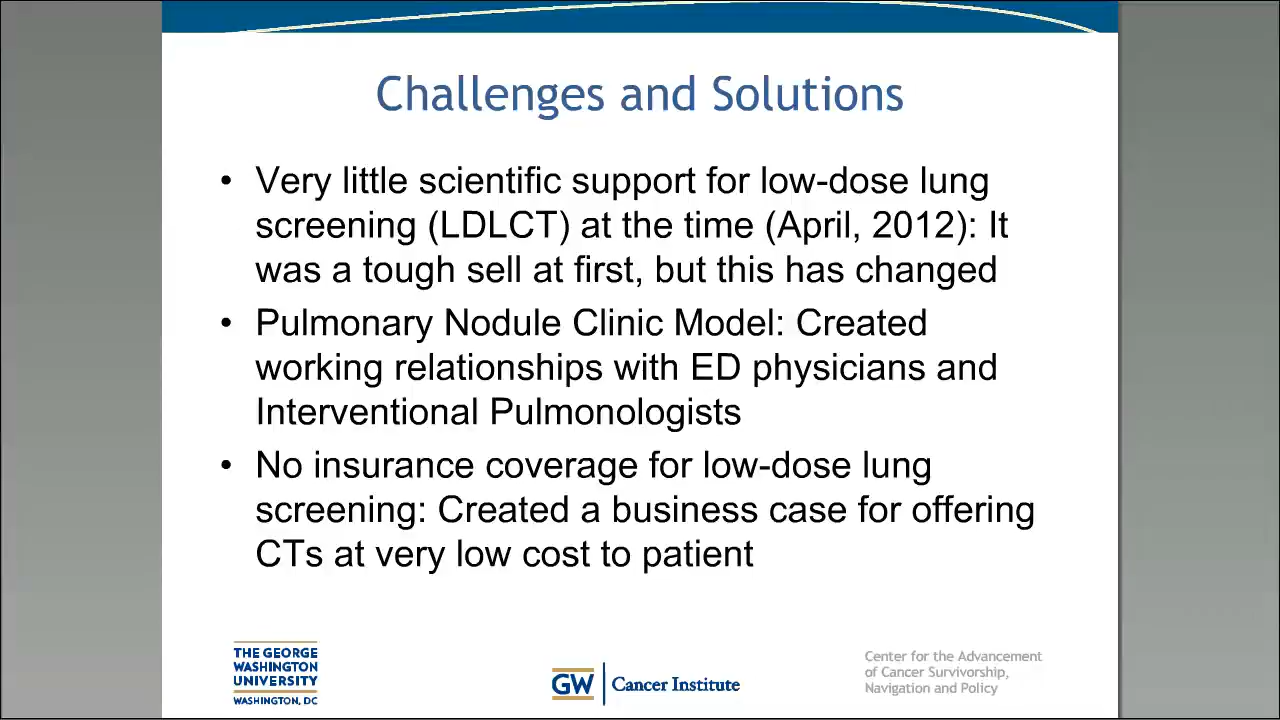 Challenges and Solutions
• Very little scientific support for low-dose lung
screening (LDLCT) at the time (April, 2012): It
was a tough sell at first, but this has changed
• Pulmonary Nodule Clinic Model: Created
working relationships with ED physicians and
Interventional Pulmonologists
• No insurance coverage for low-dose lung
screening: Created a business case for offering
CTs at very low cost to patient
THE GEORGE
WASHINGTON
UNIVERSITY
WASHINGTON, DC
GW Cancer Institute
Center for the Advancement
of Cancer Survivorship,
Navigation and Policy